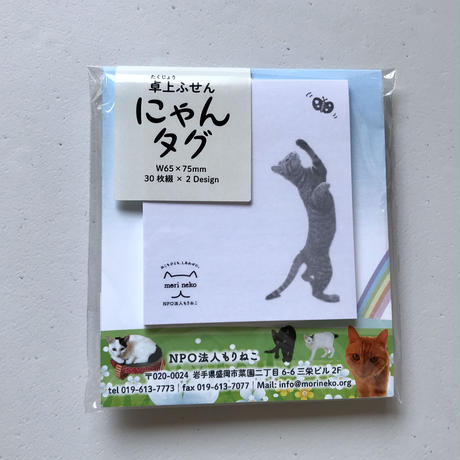 たくじょう
卓上ふせん
にゃん
タグ
W65×75mm
30枚綴 × 2 Design
mori neko
NPO法人もりねこ
NPO法人もりねこ
〒020-0024 岩手県盛岡市菜園二丁目6-6 三栄ビル 2F
tel 019-613-7773 | fax 019-613-7077 | Mail: info@morineko.org